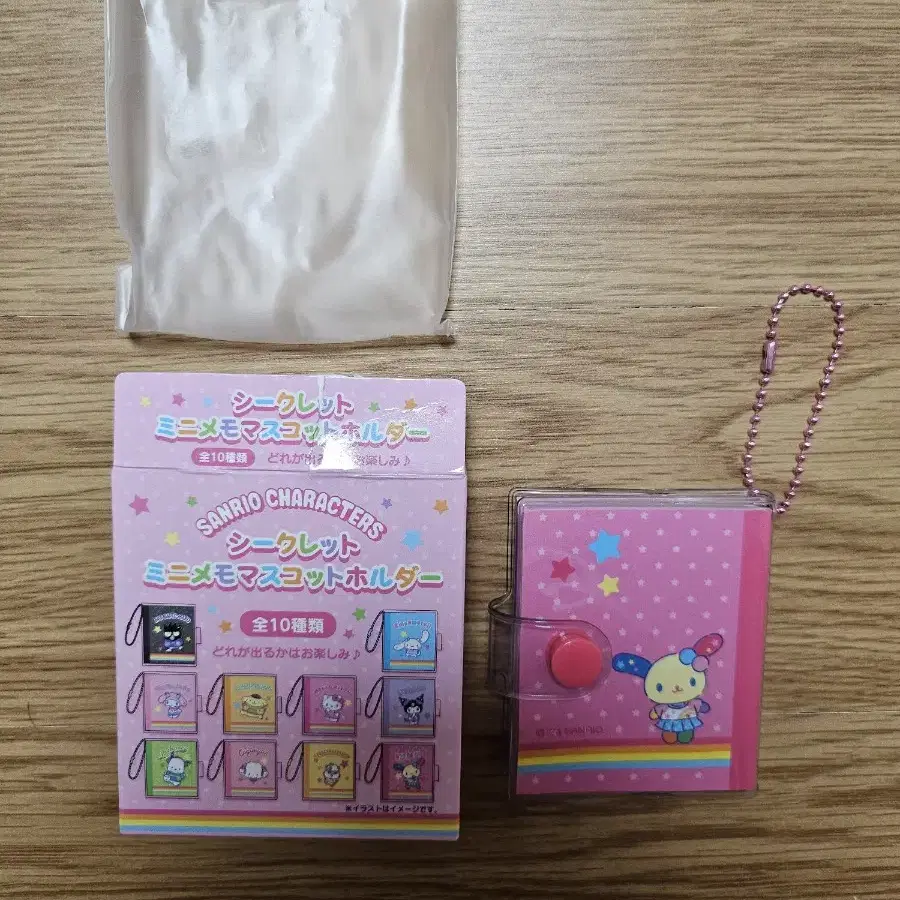 シークレット
ミニメモマスコットホルダー
全10種類 どれが出るかはお楽しみ♪
SANRIO CHARACTERS
シークレット
ミニメモマスコットホルダー
全10種類
どれが出るかはお楽しみ♪
※イラストはイメージです。